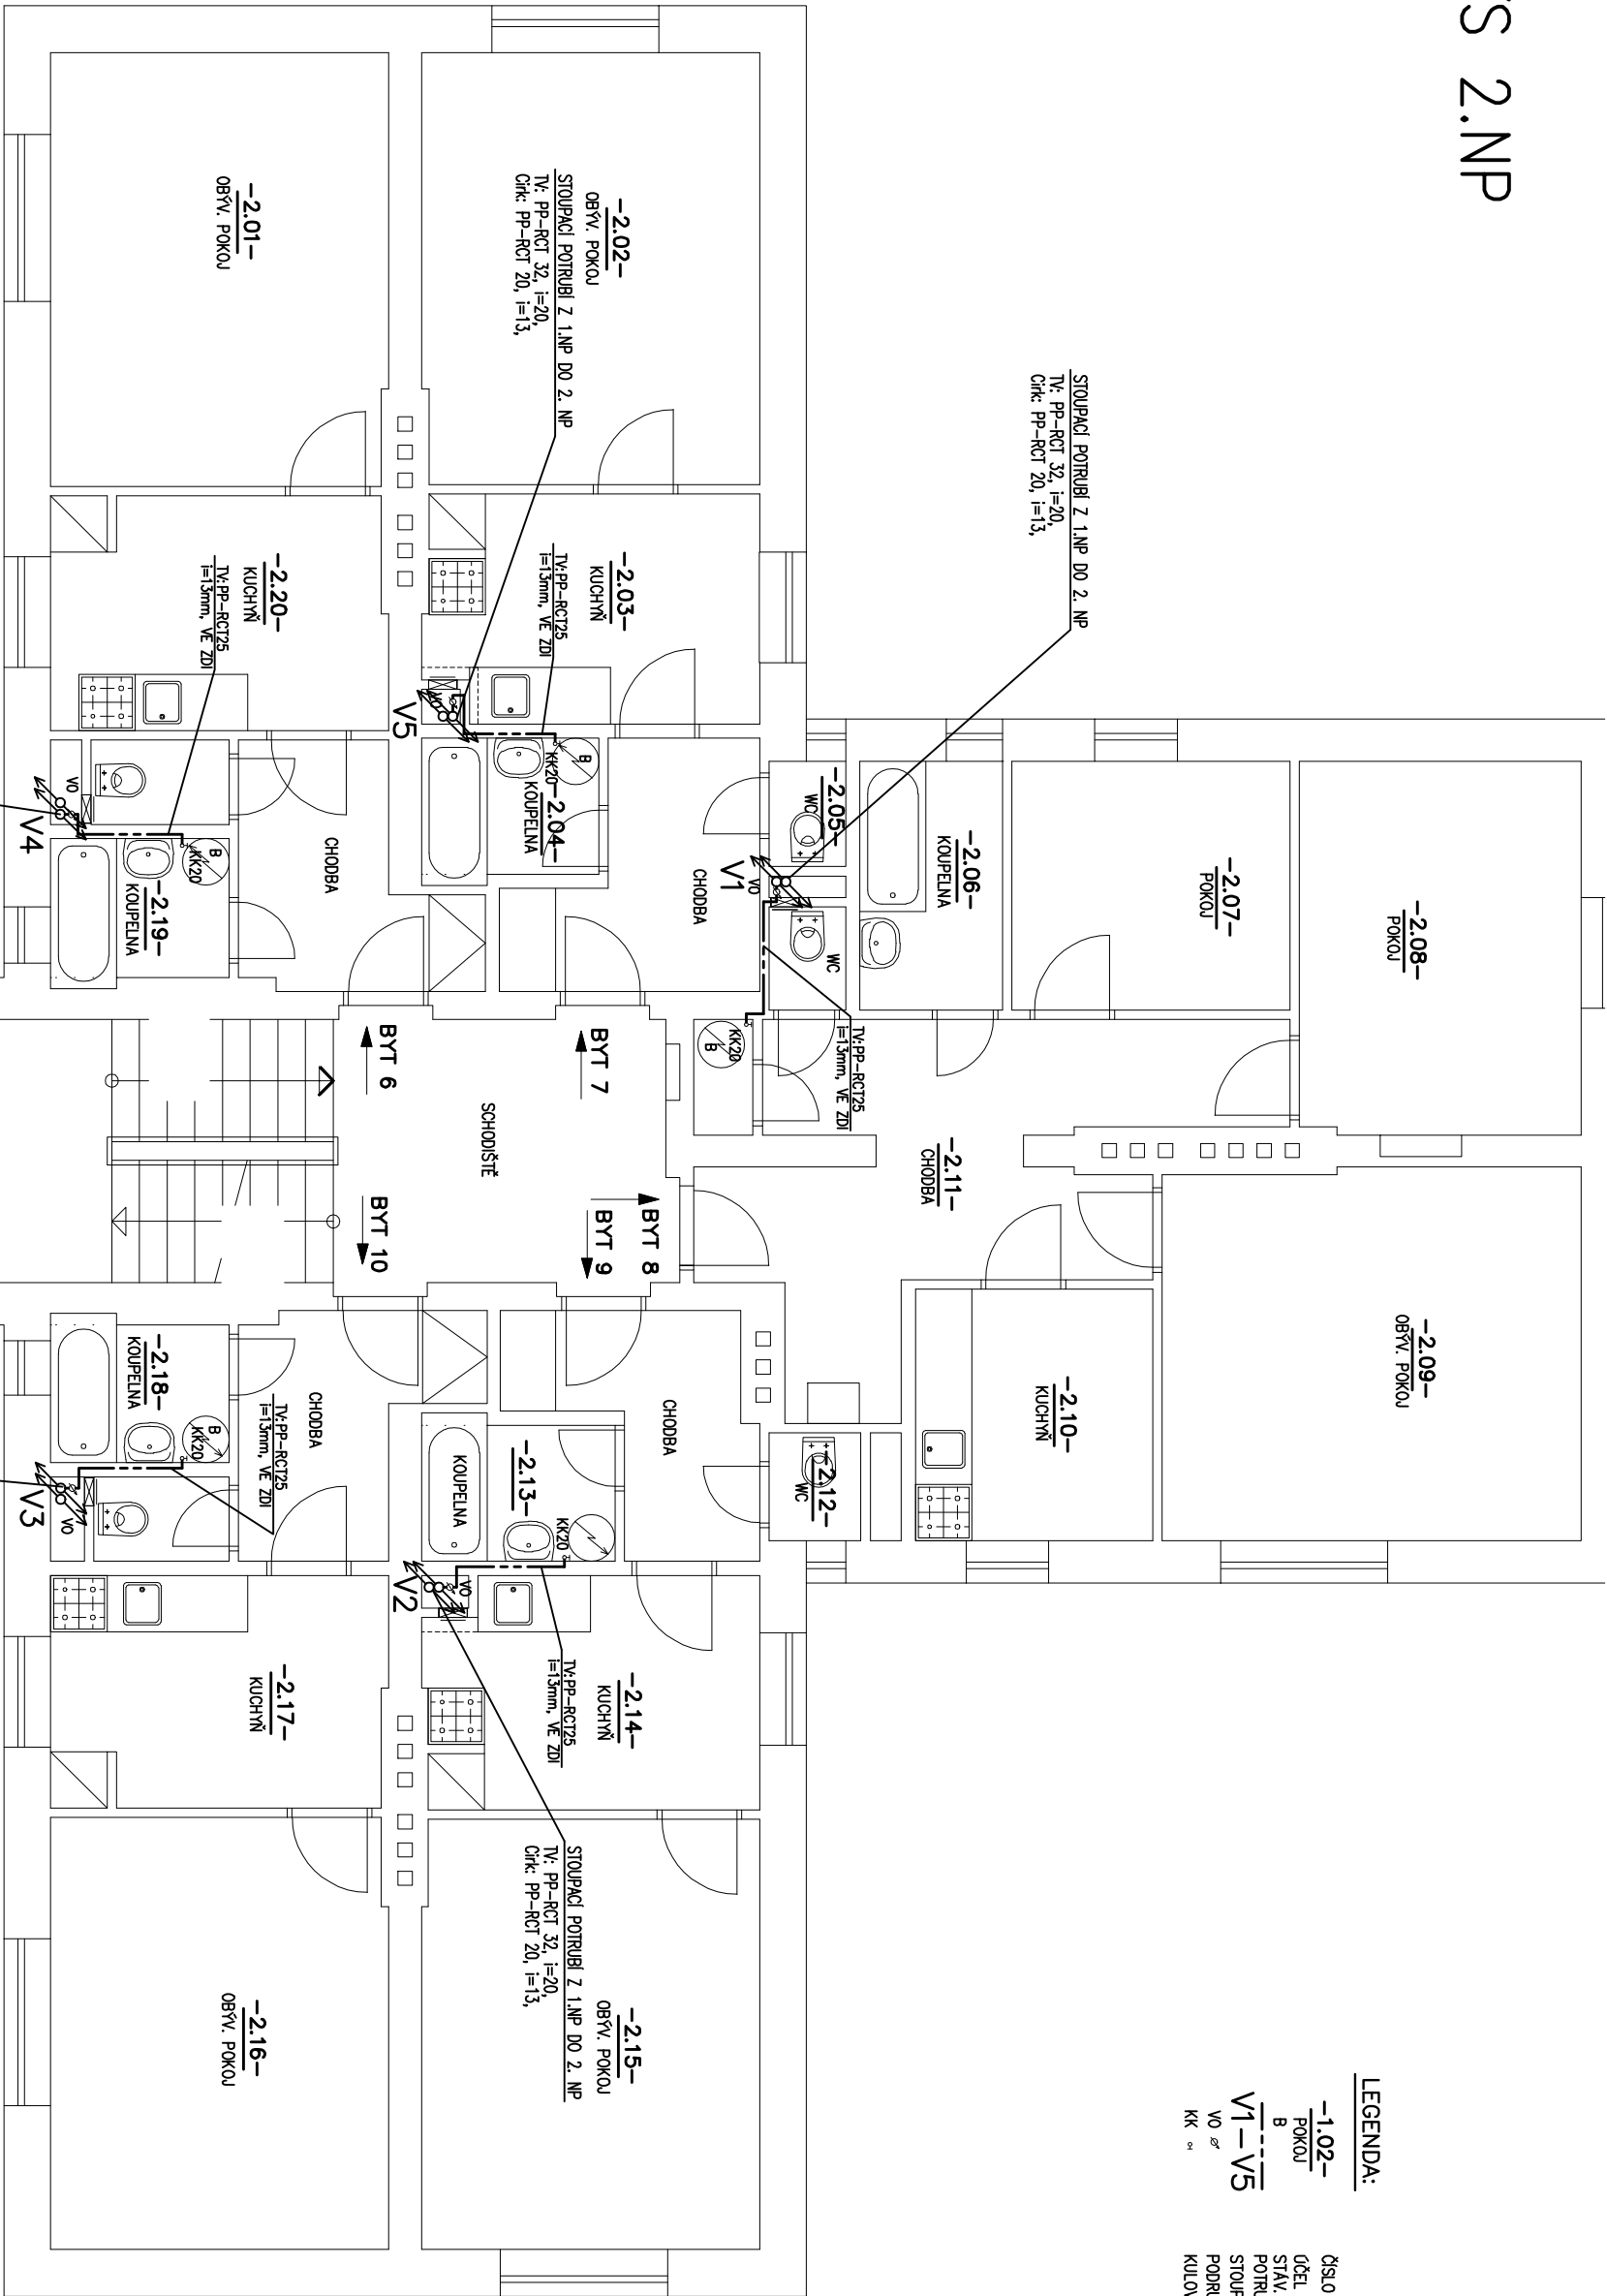 S 2.NP
-2.08-
POKOJ
-2.09-
OBÝV. POKOJ
-2.07-
POKOJ
-2.10-
KUCHYŇ
STOUPACÍ POTRUBÍ Z 1.NP DO 2. NP
TV: PP-RCT 32, i=20,
Cirk: PP-RCT 20, i=13,
-2.06-
KOUPELNA
-2.11-
CHODBA
-2.05-
WC
WC
TV:PP-RCT25
i=13mm, VE ZDI
-2.12-
WC
V1
VO
KK20
B
-2.02-
OBÝV. POKOJ
STOUPACÍ POTRUBÍ Z 1.NP DO 2. NP
TV: PP-RCT 32, i=20,
Cirk: PP-RCT 20, i=13,
-2.03-
KUCHYŇ
TV:PP-RCT25
i=13mm, VE ZDI
CHODBA
B
KK20
-2.04-
KOUPELNA
VO
V5
BYT 8
BYT 7
BYT 9
SCHODIŠTĚ
BYT 6
BYT 10
CHODBA
-2.13-
KOUPELNA
KK20
VO
V2
-2.14-
KUCHYŇ
TV:PP-RCT25
i=13mm, VE ZDI
-2.15-
OBÝV. POKOJ
STOUPACÍ POTRUBÍ Z 1.NP DO 2. NP
TV: PP-RCT 32, i=20,
Cirk: PP-RCT 20, i=13,
-2.01-
OBÝV. POKOJ
-2.20-
KUCHYŇ
TV:PP-RCT25
i=13mm, VE ZDI
CHODBA
B
KK20
-2.19-
KOUPELNA
VO
V4
CHODBA
TV:PP-RCT25
i=13mm, VE ZDI
-2.18-
KOUPELNA
B
KK20
VO
V3
-2.17-
KUCHYŇ
-2.16-
OBÝV. POKOJ
LEGENDA:
-1.02- ČÍSLO
POKOJ ÚČEL
B STÁV.
POTRU
V1-V5 STOUP
VO PODRU
KK KULOV